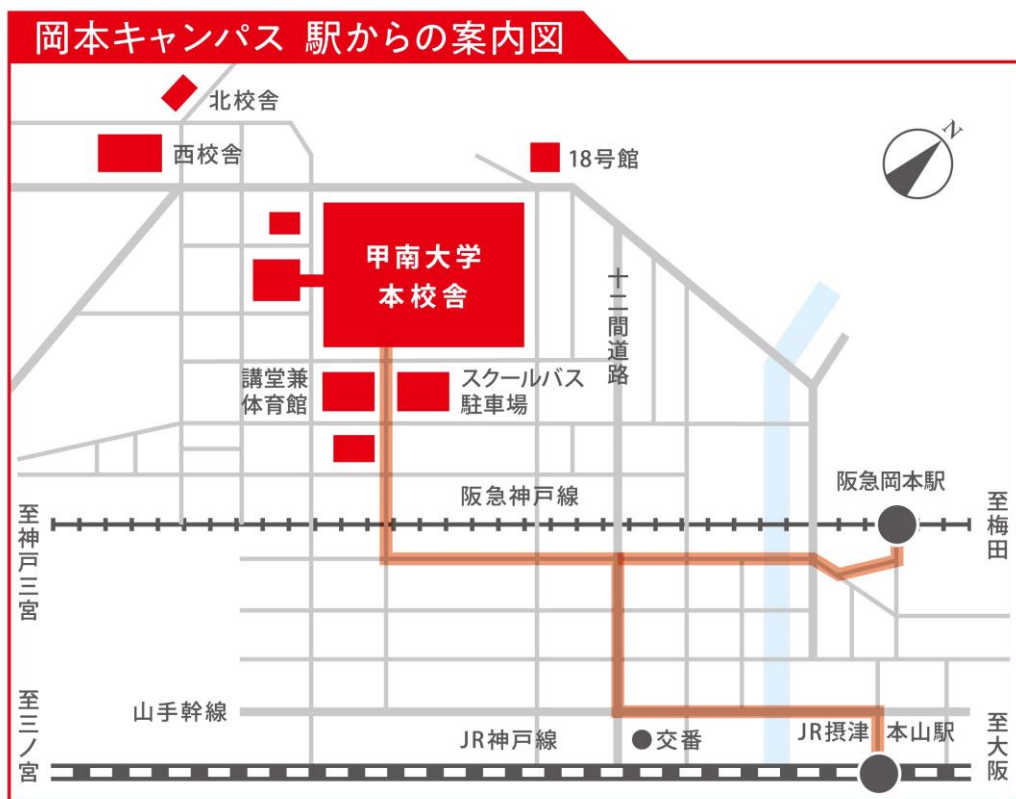 岡本キャンパス 駅からの案内図
北校舎
西校舎
18号館
N
甲南大学
本校舎
十二間道路
講堂兼
体育館
スクールバス
駐車場
阪急神戸線
阪急岡本駅
至神戸三宮
至梅田
山手幹線
JR神戸線
交番
JR摂津本山駅
至三ノ宮
至大阪